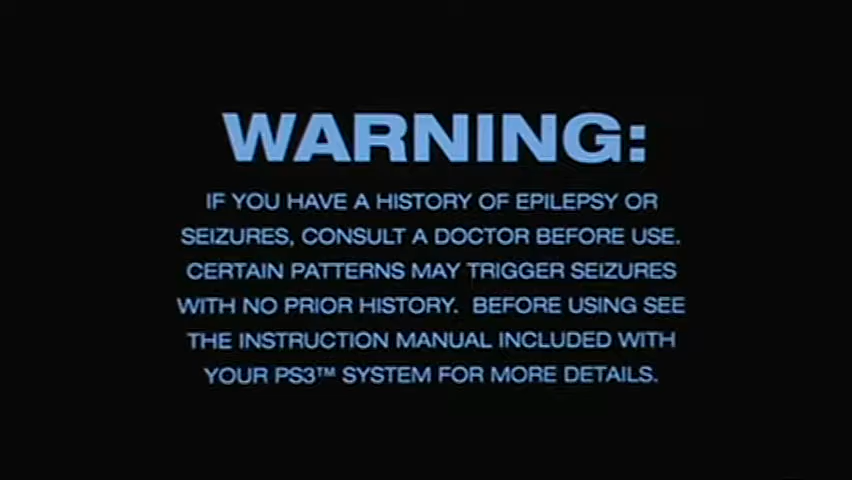 WARNING:
IF YOU HAVE A HISTORY OF EPILEPSY OR
SEIZURES, CONSULT A DOCTOR BEFORE USE.
CERTAIN PATTERNS MAY TRIGGER SEIZURES
WITH NO PRIOR HISTORY. BEFORE USING SEE
THE INSTRUCTION MANUAL INCLUDED WITH
YOUR PS3™ SYSTEM FOR MORE DETAILS.